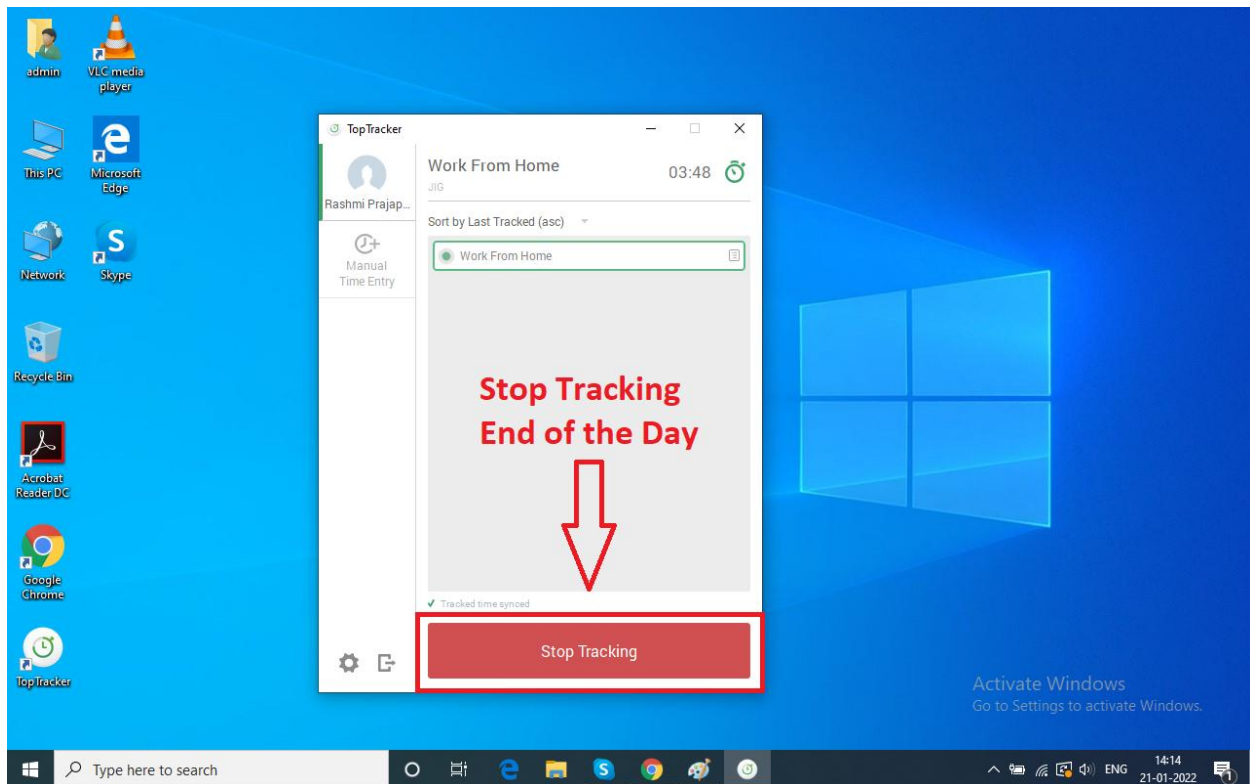 admin
VLC media
player
This PC
Microsoft
Edge
Network
Skype
Recycle Bin
Acrobat
Reader DC
Google
Chrome
TopTracker
TopTracker
Rashmi Prajap...
Manual
Time Entry
Work From Home
03:48
JIG
Sort by Last Tracked (asc)
Work From Home
Stop Tracking
End of the Day
Tracked time synced
Stop Tracking
Activate Windows
Go to Settings to activate Windows.
Type here to search
ENG
14:14
21-01-2022
1